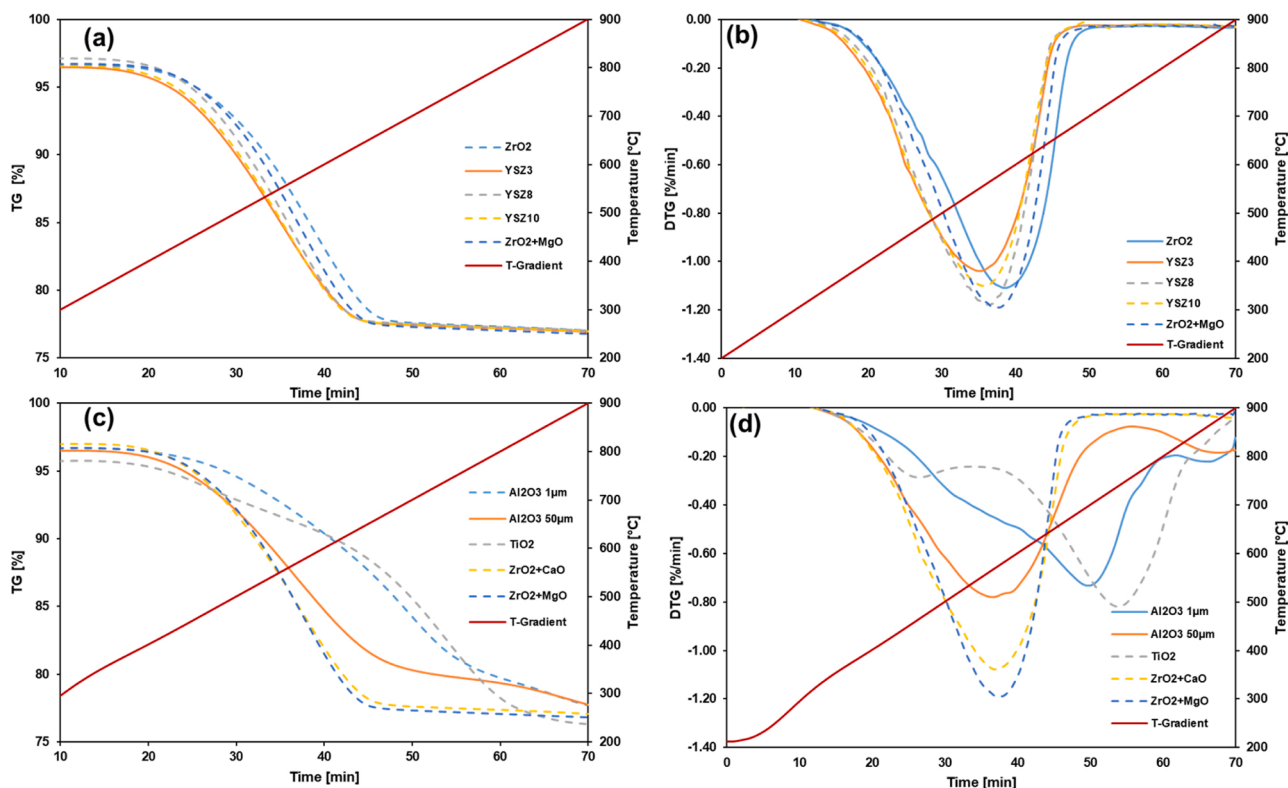 (a)
TG [%]
100
95
90
85
80
75
10 20 30 40 50 60 70
Time [min]
900
800
700
600
500
400
300
200
Temperature [°C]
ZrO2
YSZ3
YSZ8
YSZ10
ZrO2+MgO
T-Gradient
(b)
DTG [%/min]
0.00
-0.20
-0.40
-0.60
-0.80
-1.00
-1.20
-1.40
0 10 20 30 40 50 60 70
Time [min]
900
800
700
600
500
400
300
200
Temperature [°C]
ZrO2
YSZ3
YSZ8
YSZ10
ZrO2+MgO
T-Gradient
(c)
TG [%]
100
95
90
85
80
75
10 20 30 40 50 60 70
Time [min]
900
800
700
600
500
400
300
200
Temperature [°C]
Al2O3 1µm
Al2O3 50µm
TiO2
ZrO2+CaO
ZrO2+MgO
T-Gradient
(d)
DTG [%/min]
0.00
-0.20
-0.40
-0.60
-0.80
-1.00
-1.20
-1.40
0 10 20 30 40 50 60 70
Time [min]
900
800
700
600
500
400
300
200
Temperature [°C]
Al2O3 1µm
Al2O3 50µm
TiO2
ZrO2+CaO
ZrO2+MgO
T-Gradient